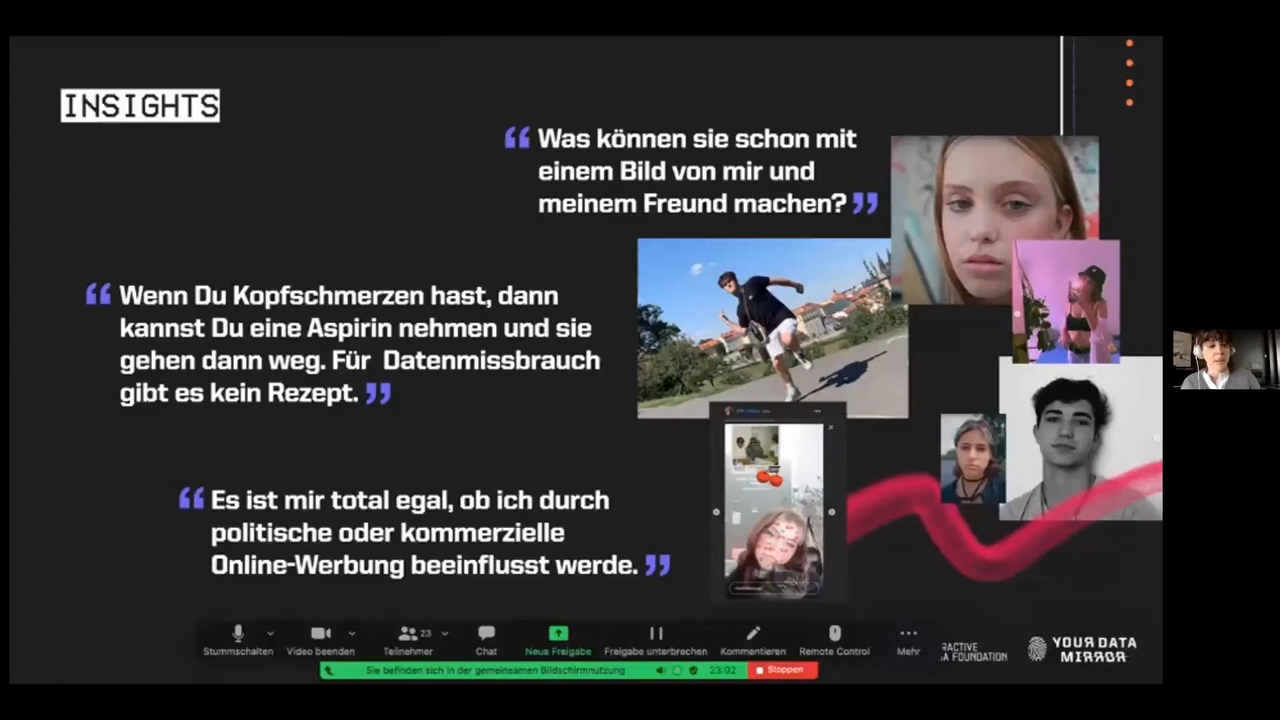 INSIGHTS
“ Was können sie schon mit
einem Bild von mir und
meinem Freund machen? ”
“ Wenn Du Kopfschmerzen hast, dann
kannst Du eine Aspirin nehmen und sie
gehen dann weg. Für  Datenmissbrauch
gibt es kein Rezept. ”
“ Es ist mir total egal, ob ich durch
politische oder kommerzielle
Online-Werbung beeinflusst werde. ”
23
Stummschalten Video beenden Teilnehmer Chat Neue Freigabe Freigabe unterbrechen Kommentieren Remote Control Mehr
RACTIVE
A FOUNDATION
YOUR DATA
MIRROR
Sie befinden sich in der gemeinsamen Bildschirmnutzung 23:02 Stoppen